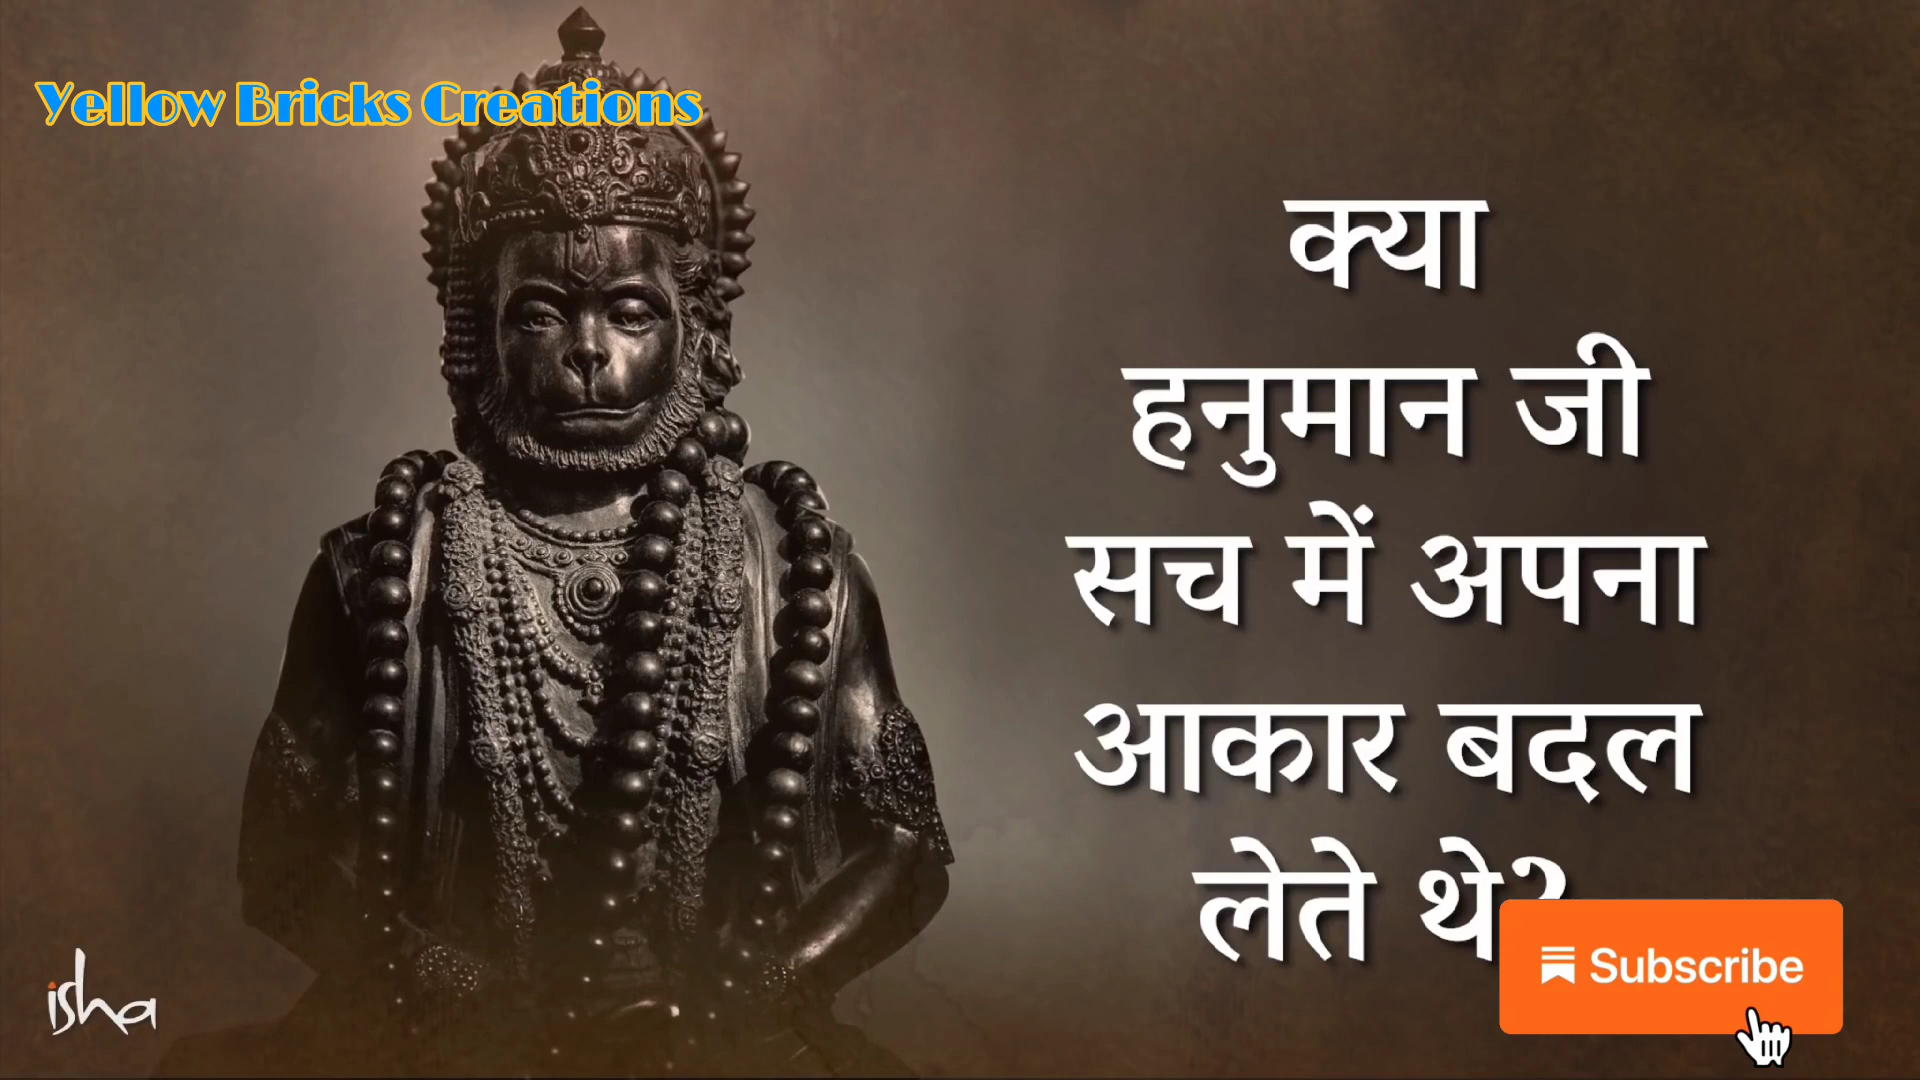 Yellow Bricks Creations
क्या
हनुमान जी
सच में अपना
आकार बदल
लेते थे?
isha
Subscribe